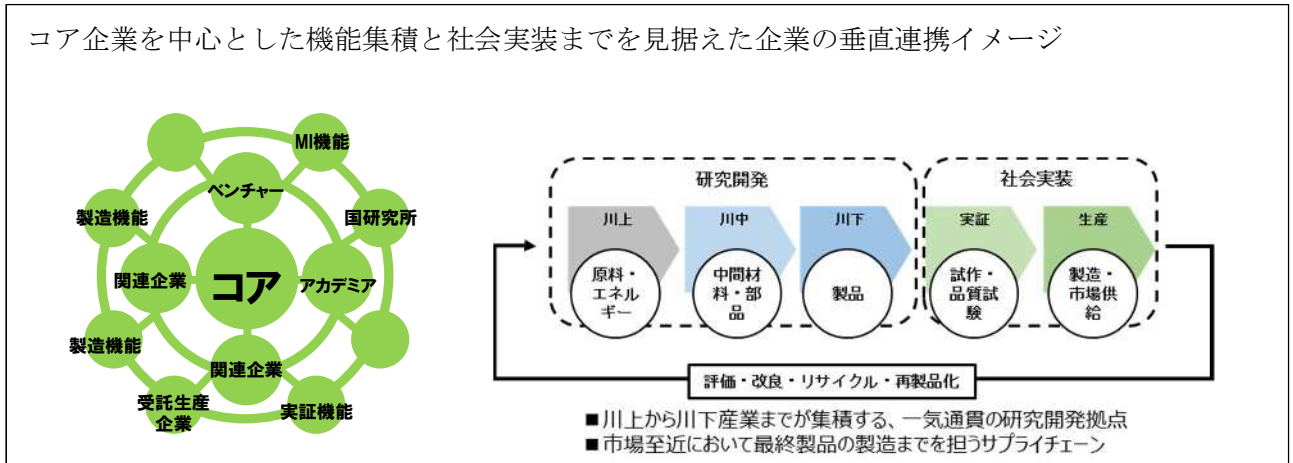 コア企業を中心とした機能集積と社会実装までを見据えた企業の垂直連携イメージ
MI機能
ベンチャー
製造機能
国研究所
関連企業
コア
アカデミア
製造機能
関連企業
受託生産
企業
実証機能
研究開発
社会実装
川上
川中
川下
実証
生産
原料・
エネル
ギー
中間材
料・部
品
製品
試作・
品質試
験
製造・
市場供
給
評価・改良・リサイクル・再製品化
■川上から川下産業までが集積する、一気通貫の研究開発拠点
■市場至近において最終製品の製造までを担うサプライチェーン